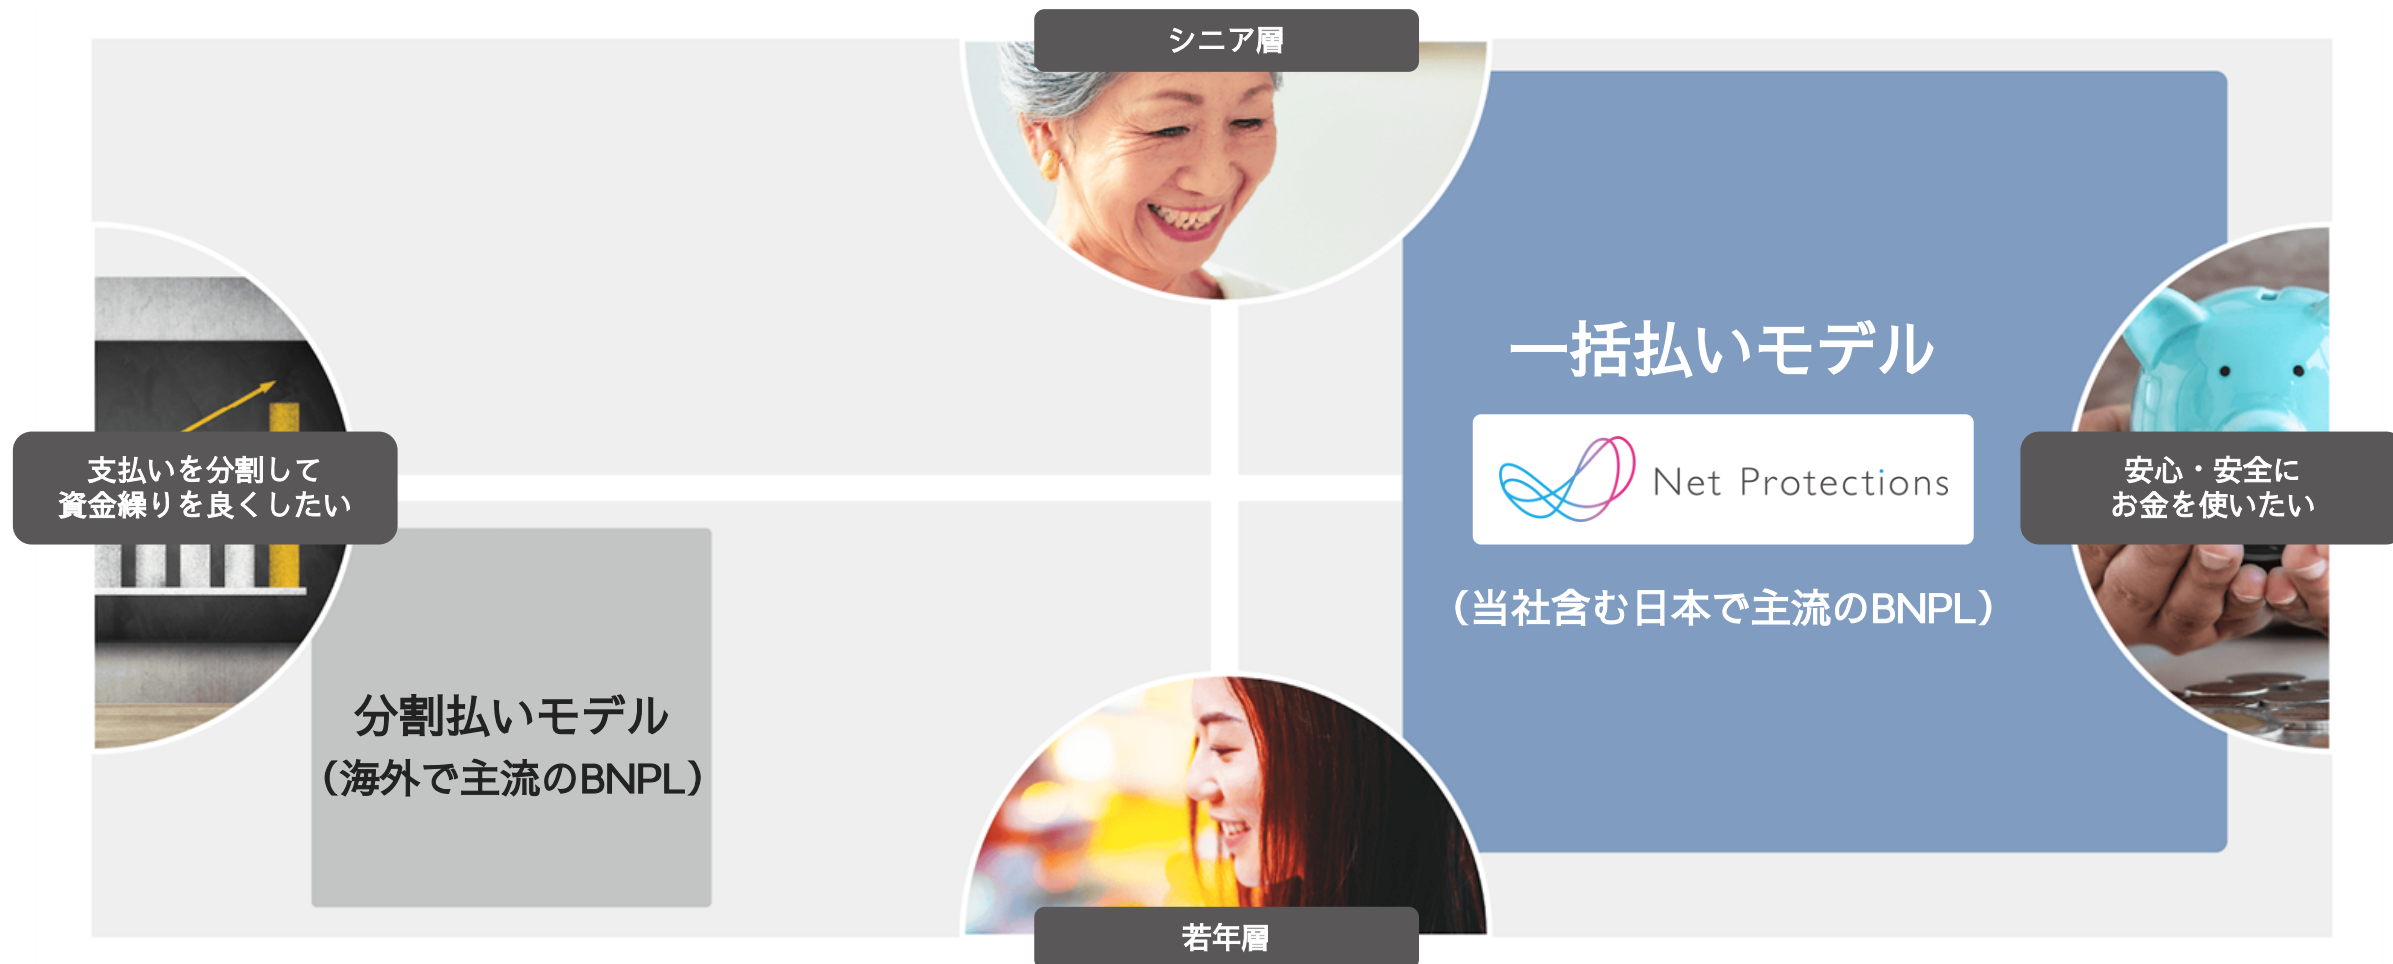 シニア層
一括払いモデル
Net Protections
（当社含む日本で主流のBNPL）
支払いを分割して
資金繰りを良くしたい
安心・安全に
お金を使いたい
分割払いモデル
（海外で主流のBNPL）
若年層